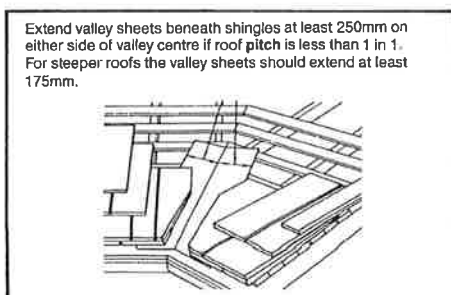 Extend valley sheets beneath shingles at least 250mm on
either side of valley centre if roof pitch is less than 1 in 1.
For steeper roofs the valley sheets should extend at least
175mm.